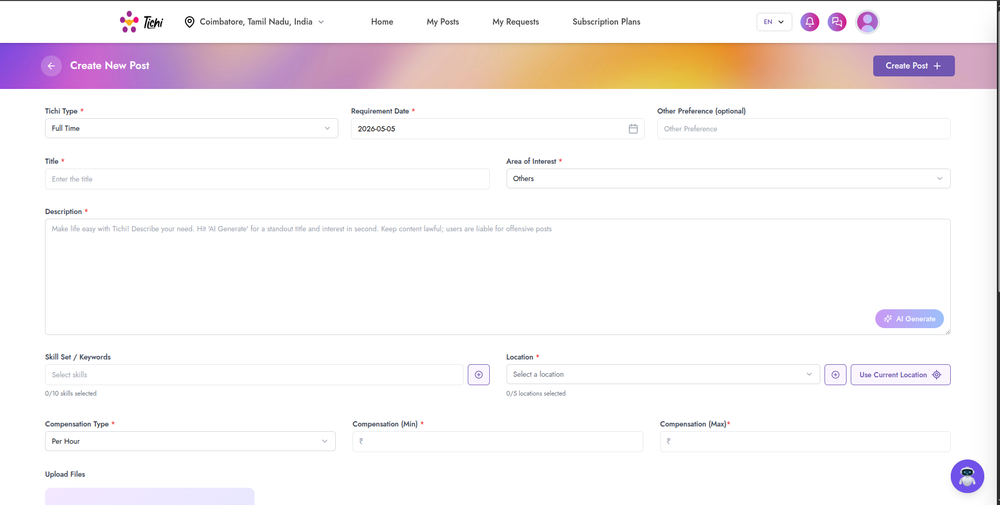 Tichi
Coimbatore, Tamil Nadu, India
Home
My Posts
My Requests
Subscription Plans
EN
Create New Post
Create Post
Tichi Type *
Full Time
Requirement Date *
2026-05-05
Other Preference (optional)
Other Preference
Title *
Enter the title
Area of Interest *
Others
Description *
Make life easy with Tichi! Describe your need. Hit 'AI Generate' for a standout title and interest in second. Keep content lawful; users are liable for offensive posts
AI Generate
Skill Set / Keywords
Select skills
0/10 skills selected
Location *
Select a location
Use Current Location
0/5 locations selected
Compensation Type *
Per Hour
Compensation (Min) *
₹
Compensation (Max)*
₹
Upload Files